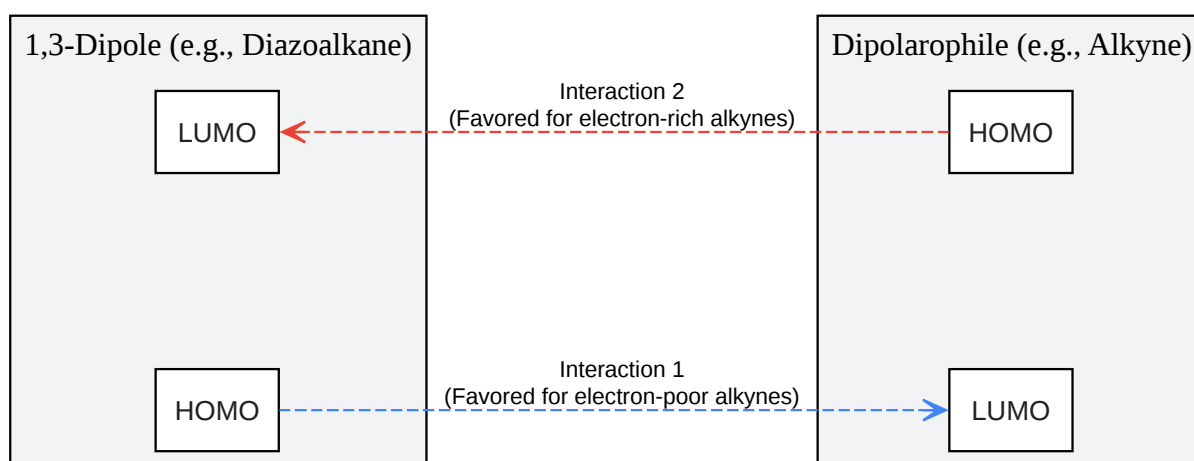 1,3-Dipole (e.g., Diazoalkane)
Dipolarophile (e.g., Alkyne)
Interaction 2
(Favored for electron-rich alkynes)
LUMO
HOMO
Interaction 1
(Favored for electron-poor alkynes)
HOMO
LUMO